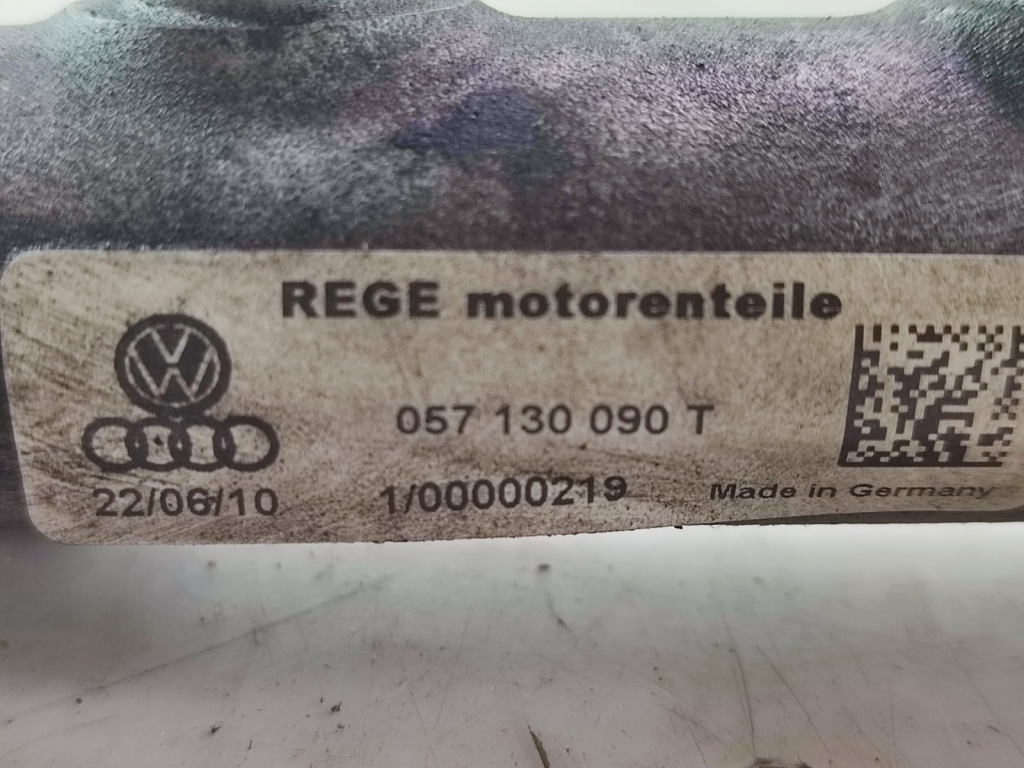 REGE motorenteile
057 130 090 T
22/06/10 1/00000219 Made in Germany